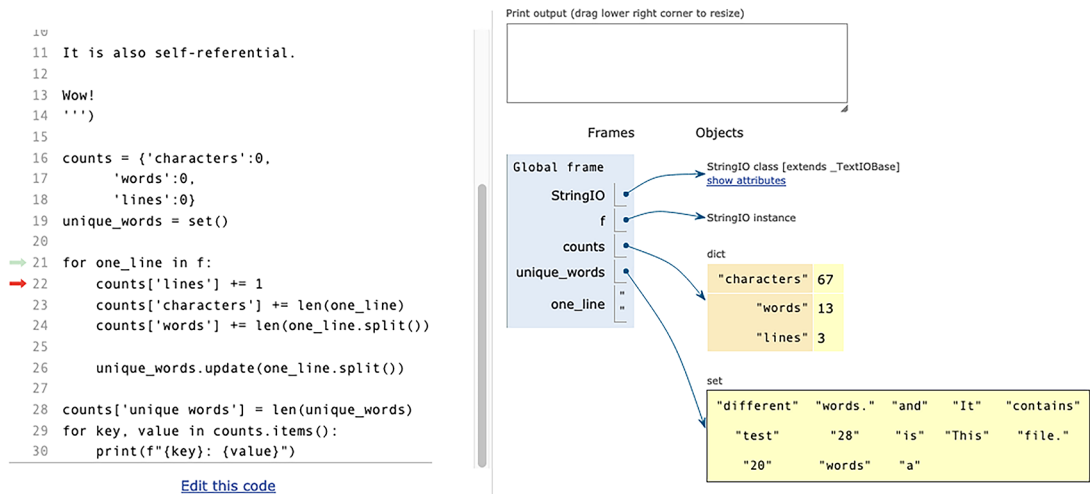 10
11 It is also self-referential.
12
13 Wow!
14 ''')
15
16 counts = {'characters':0,
17       'words':0,
18       'lines':0}
19 unique_words = set()
20
21 for one_line in f:
22     counts['lines'] += 1
23     counts['characters'] += len(one_line)
24     counts['words'] += len(one_line.split())
25
26     unique_words.update(one_line.split())
27
28 counts['unique words'] = len(unique_words)
29 for key, value in counts.items():
30     print(f"{key}: {value}")
Edit this code
Print output (drag lower right corner to resize)
Frames Objects
Global frame
StringIO
f
counts
unique_words
one_line "
"
StringIO class [extends _TextIOBase]
show attributes
StringIO instance
dict
"characters" 67
"words" 13
"lines" 3
set
"different" "words." "and" "It" "contains"
"test" "28" "is" "This" "file."
"20" "words" "a"